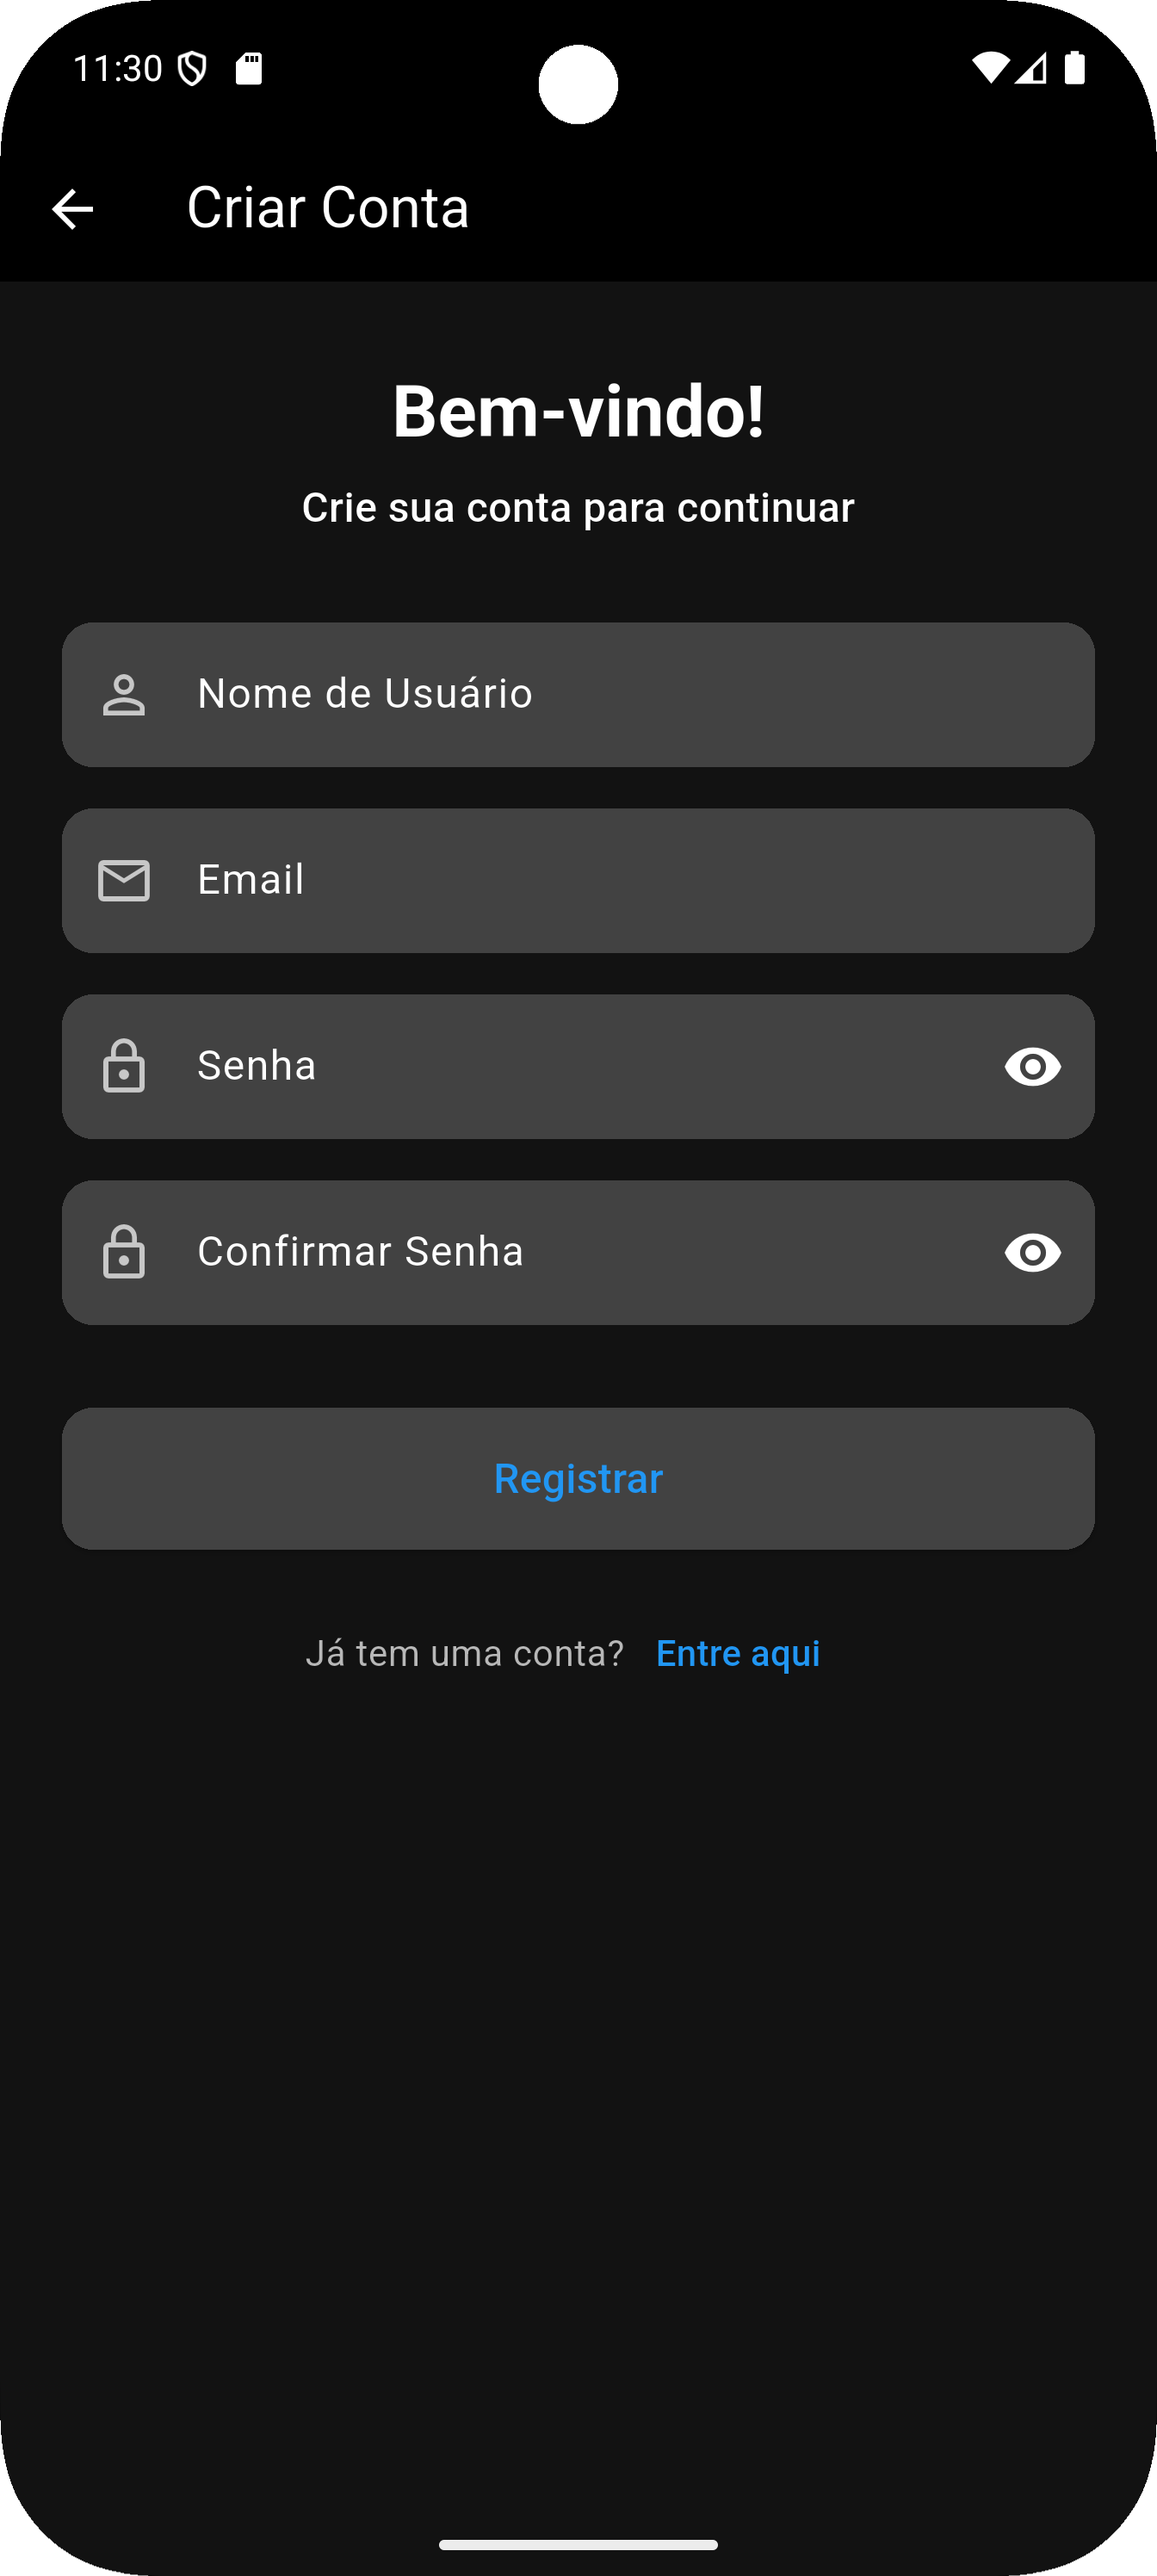 11:30
Criar Conta
Bem-vindo!
Crie sua conta para continuar
Nome de Usuário
Email
Senha
Confirmar Senha
Registrar
Já tem uma conta? Entre aqui